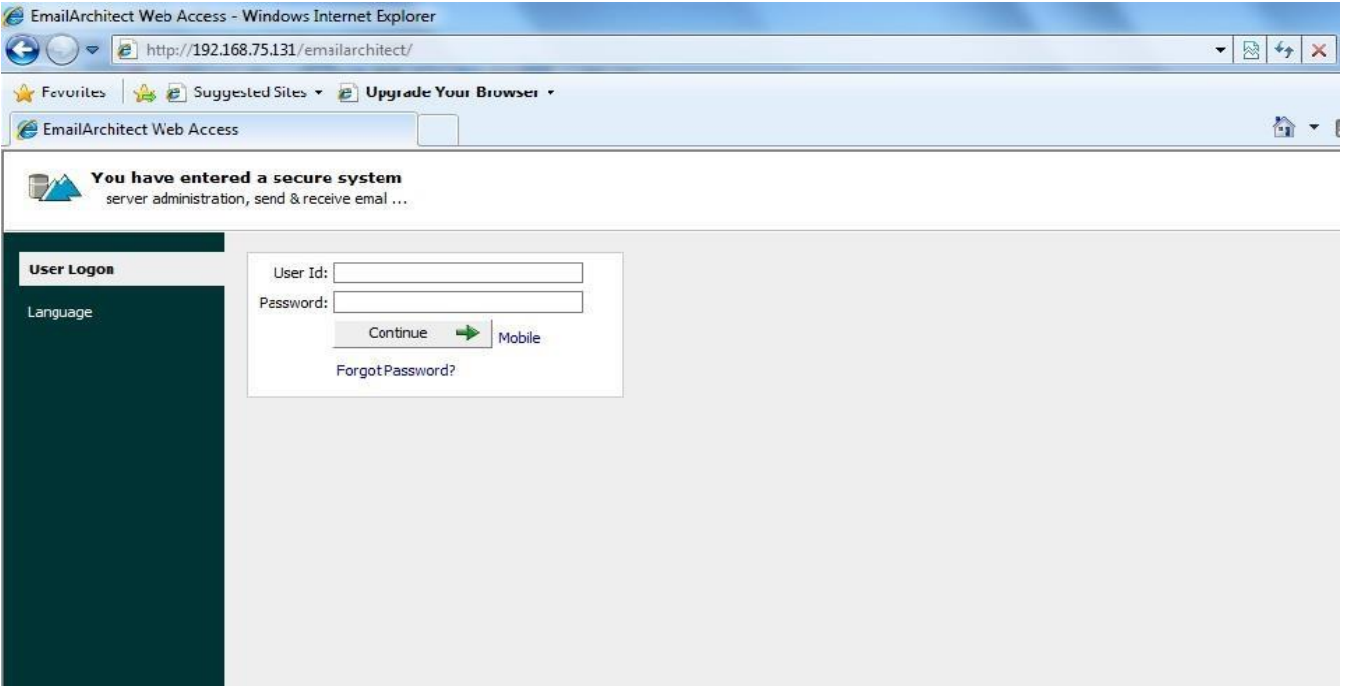 EmailArchitect Web Access - Windows Internet Explorer
http://192.168.75.131/emailarchitect/
Favorites Suggested Sites Upgrade Your Browser
EmailArchitect Web Access
You have entered a secure system
server administration, send & receive emal ...
User Logon
Language
User Id:
Password:
Continue Mobile
Forgot Password?